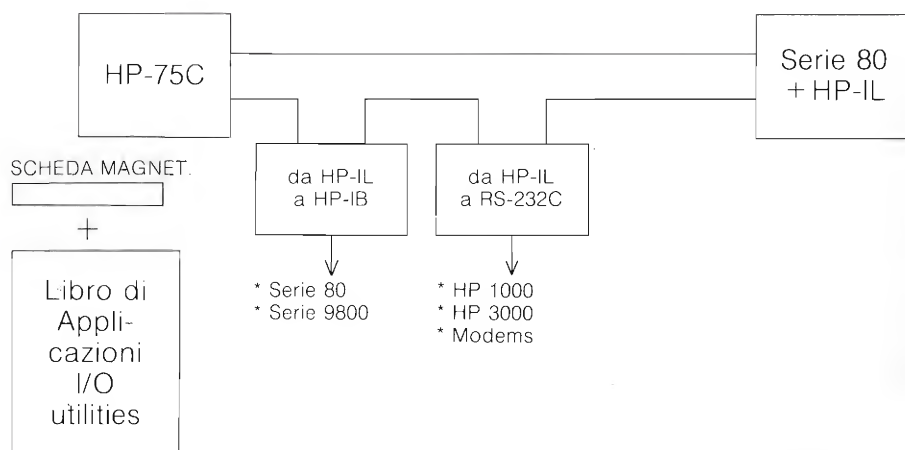 HP-75C
Serie 80
+ HP-IL
SCHEDA MAGNET.
+
Libro di
Appli-
cazioni
I/O
utilities
da HP-IL
a HP-IB
* Serie 80
* Serie 9800
da HP-IL
a RS-232C
* HP 1000
* HP 3000
* Modems